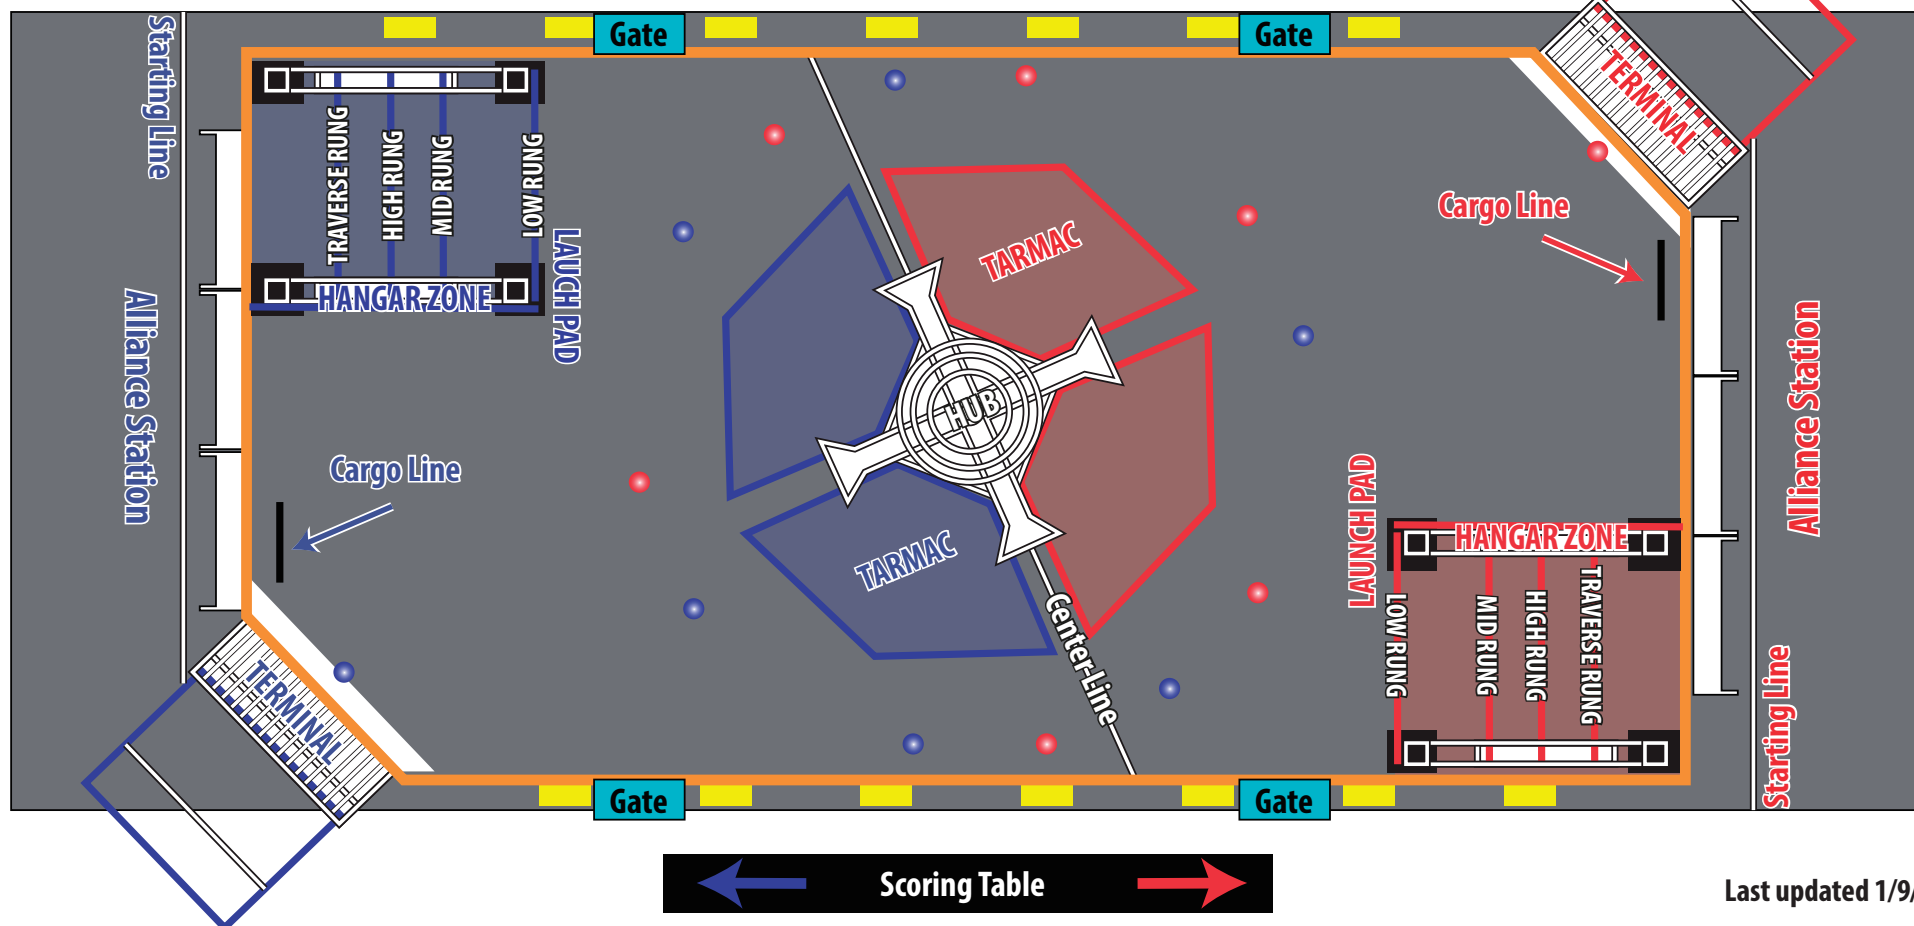 Gate
Gate
Starting Line
TERMINAL
TRAVERSE RUNG
HIGH RUNG
MID RUNG
LOW RUNG
Cargo Line
TARMAC
LAUCH PAD
HANGAR ZONE
Alliance Station
Alliance Station
HUB
Cargo Line
LAUNCH PAD
HANGAR ZONE
TARMAC
LOW RUNG
MID RUNG
HIGH RUNG
TRAVERSE RUNG
Center-Line
TERMINAL
Starting Line
Gate
Gate
Scoring Table
Last updated 1/9/